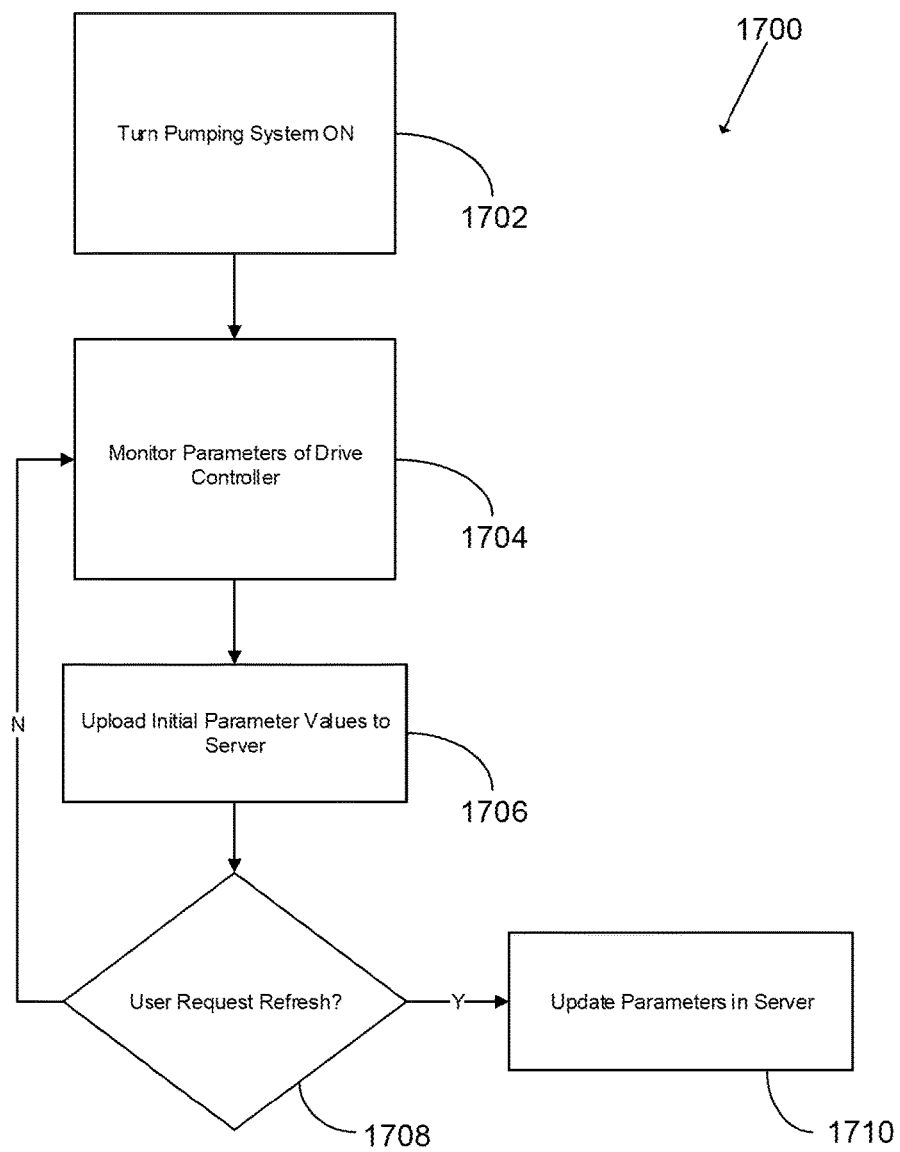 1700
Turn Pumping System ON
1702
Monitor Parameters of Drive
Controller
1704
Upload Initial Parameter Values to
Server
1706
N
User Request Refresh?
Y
Update Parameters in Server
1708
1710